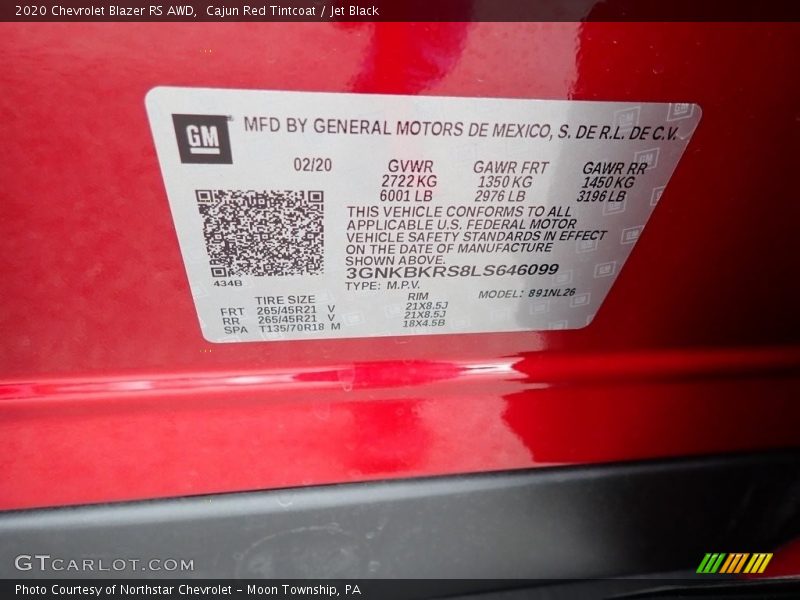 2020 Chevrolet Blazer RS AWD,  Cajun Red Tintcoat / Jet Black
GM
MFD BY GENERAL MOTORS DE MEXICO, S. DE R.L. DE C.V.
02/20 GVWR GAWR FRT GAWR RR
2722 KG 1350 KG 1450 KG
6001 LB 2976 LB 3196 LB
THIS VEHICLE CONFORMS TO ALL
APPLICABLE U.S. FEDERAL MOTOR
VEHICLE SAFETY STANDARDS IN EFFECT
ON THE DATE OF MANUFACTURE
SHOWN ABOVE.
3GNKBKRS8LS646099
434B
TYPE: M.P.V. MODEL: 891NL26
TIRE SIZE RIM
FRT 265/45R21 V 21X8.5J
RR 265/45R21 V 21X8.5J
SPA T135/70R18 M 18X4.5B
GTCARLOT.COM
Photo Courtesy of Northstar Chevrolet – Moon Township, PA